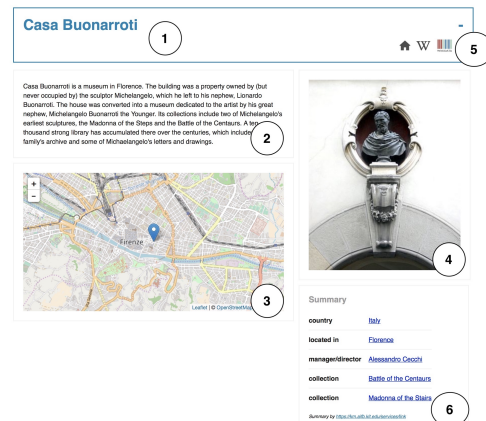 Casa Buonarroti
-
1
5
Casa Buonarroti is a museum in Florence. The building was a property owned by (but
never occupied by) the sculptor Michelangelo, which he left to his nephew, Lionardo
Buonarroti. The house was converted into a museum dedicated to the artist by his great
nephew, Michelangelo Buonarroti the Younger. Its collections include two of Michelangelo's
earliest sculptures, the Madonna of the Steps and the Battle of the Centaurs. A
thousand strong library has accumulated there over the centuries, which include
family's archive and some of Michaelangelo's letters and drawings.
2
+
-
Firenze
Leaflet | © OpenStreetMap
3
4
Summary
country Italy
located in Florence
manager/director Alessandro Cecchi
collection Battle of the Centaurs
collection Madonna of the Stairs
Summary by
6